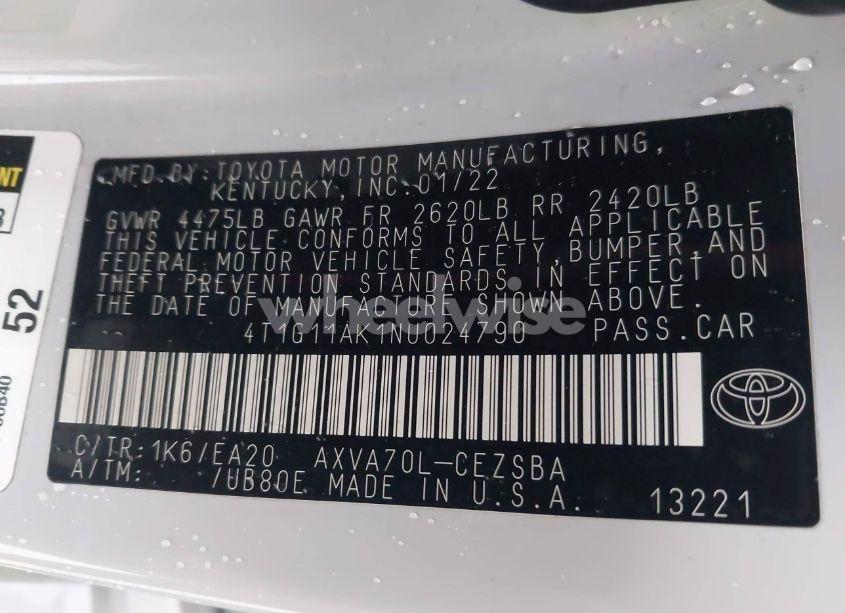 MFD. BY: TOYOTA MOTOR MANUFACTURING,
KENTUCKY, INC. 01/22
GVWR 4475LB GAWR FR 2620LB RR 2420LB
THIS VEHICLE CONFORMS TO ALL APPLICABLE
FEDERAL MOTOR VEHICLE SAFETY, BUMPER, AND
THEFT PREVENTION STANDARDS IN EFFECT ON
THE DATE OF MANUFACTURE SHOWN ABOVE.
wheelwise
4T1G11AK1NU024790 PASS. CAR
C/TR: 1K6/EA20 AXVA70L-CEZSBA
A/TM: /UB80E MADE IN U.S.A. 13221
52